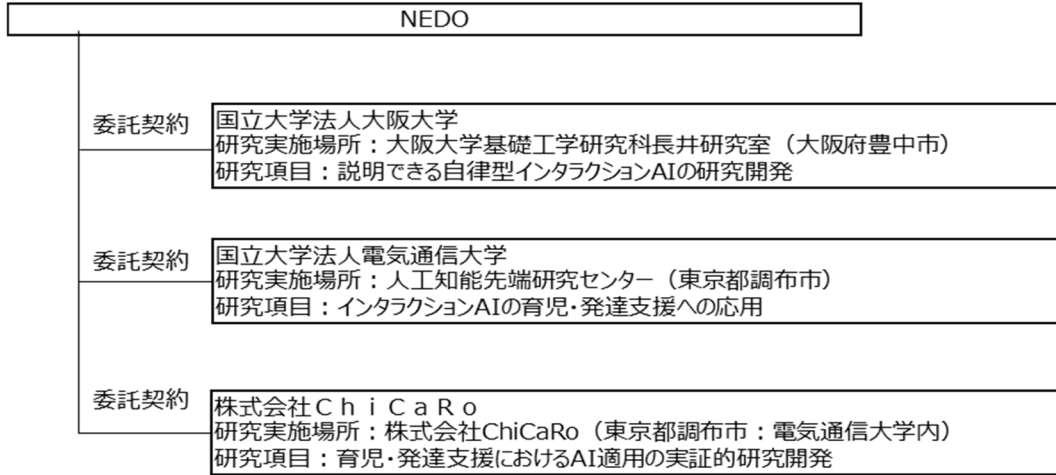 NEDO
委託契約
国立大学法人大阪大学
研究実施場所：大阪大学基礎工学研究科長井研究室（大阪府豊中市）
研究項目：説明できる自律型インタラクションAIの研究開発
委託契約
国立大学法人電気通信大学
研究実施場所：人工知能先端研究センター（東京都調布市）
研究項目：インタラクションAIの育児・発達支援への応用
委託契約
株式会社ＣｈｉＣａＲｏ
研究実施場所：株式会社ChiCaRo（東京都調布市：電気通信大学内）
研究項目：育児・発達支援におけるAI適用の実証的研究開発